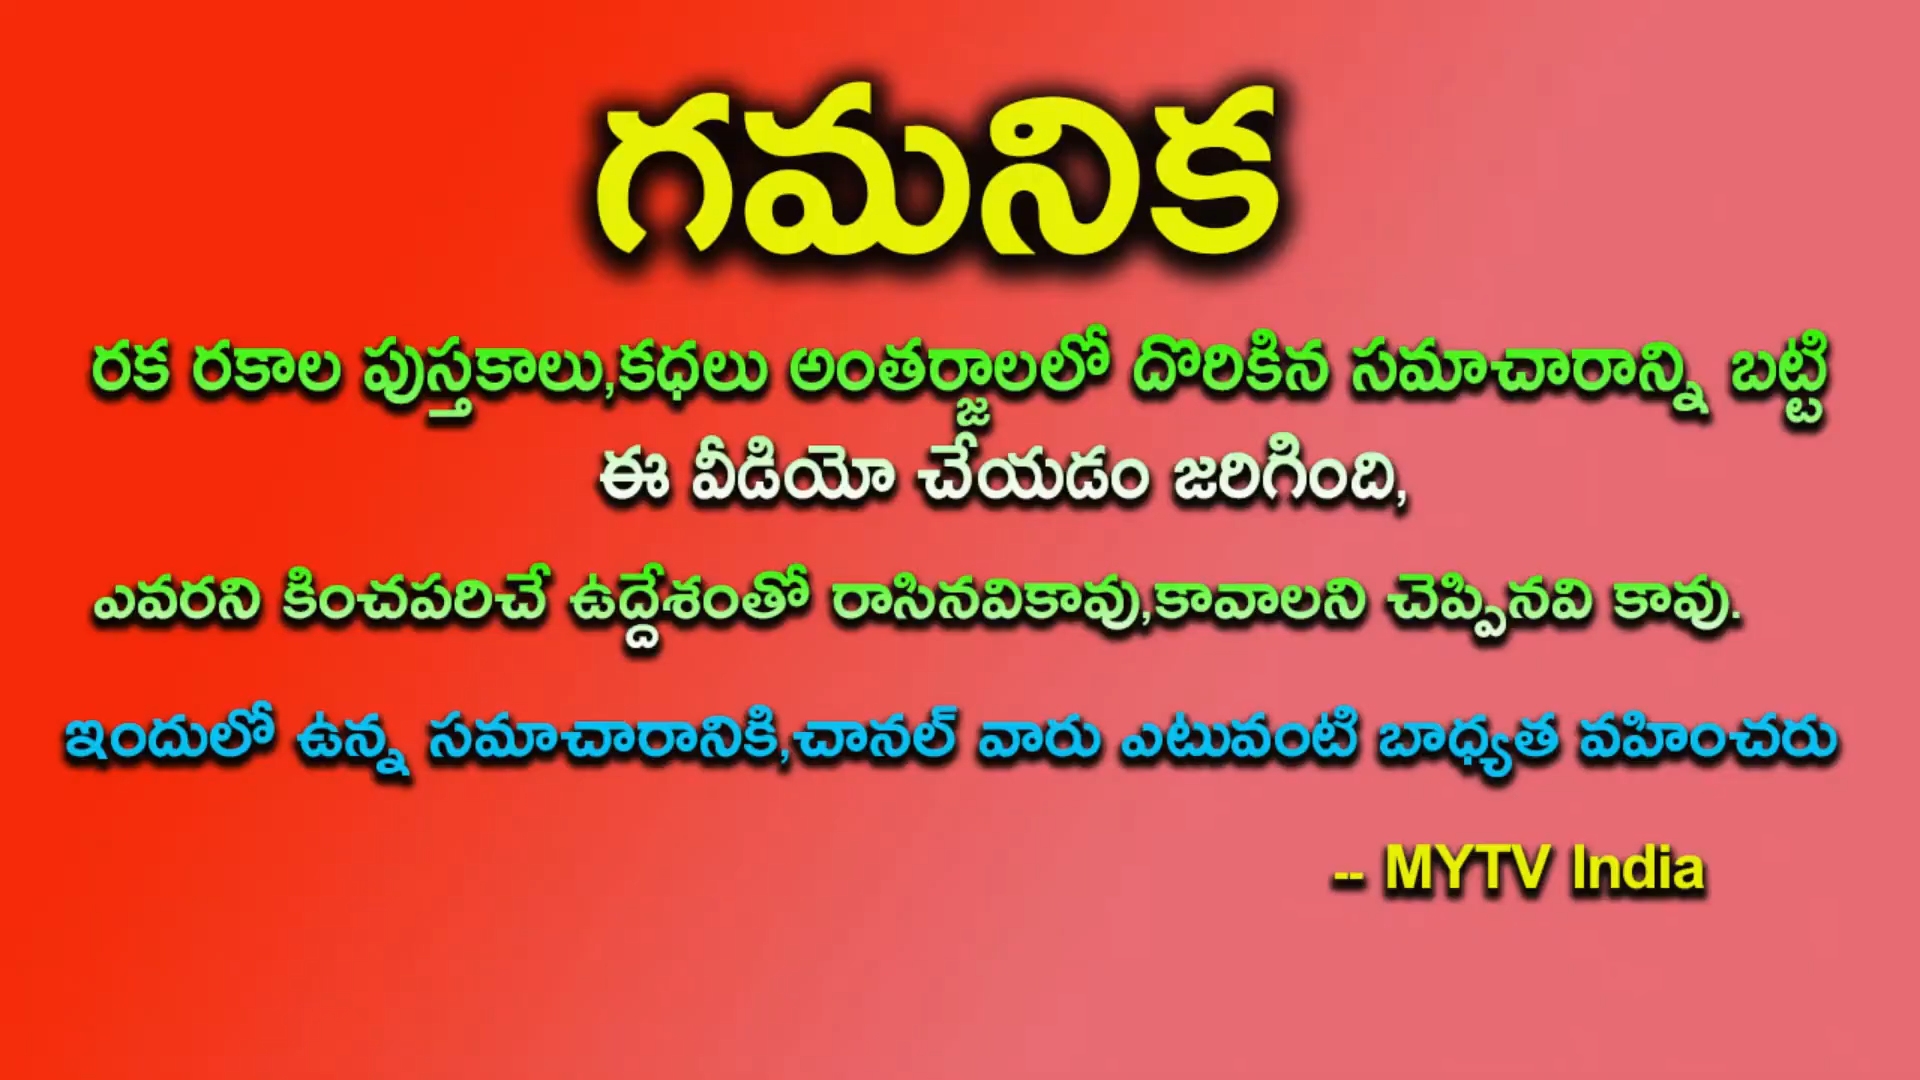 గమనిక
రక రకాల పుస్తకాలు,కథలు అంతర్జాలలో దొరికిన సమాచారాన్ని బట్టి
ఈ వీడియో చేయడం జరిగింది,
ఎవరని కించపరిచే ఉద్దేశంతో రాసినవికావు,కావాలని చెప్పినవి కావు.
ఇందులో ఉన్న సమాచారానికి,చానల్ వారు ఎటువంటి బాధ్యత వహించరు
-- MYTV India